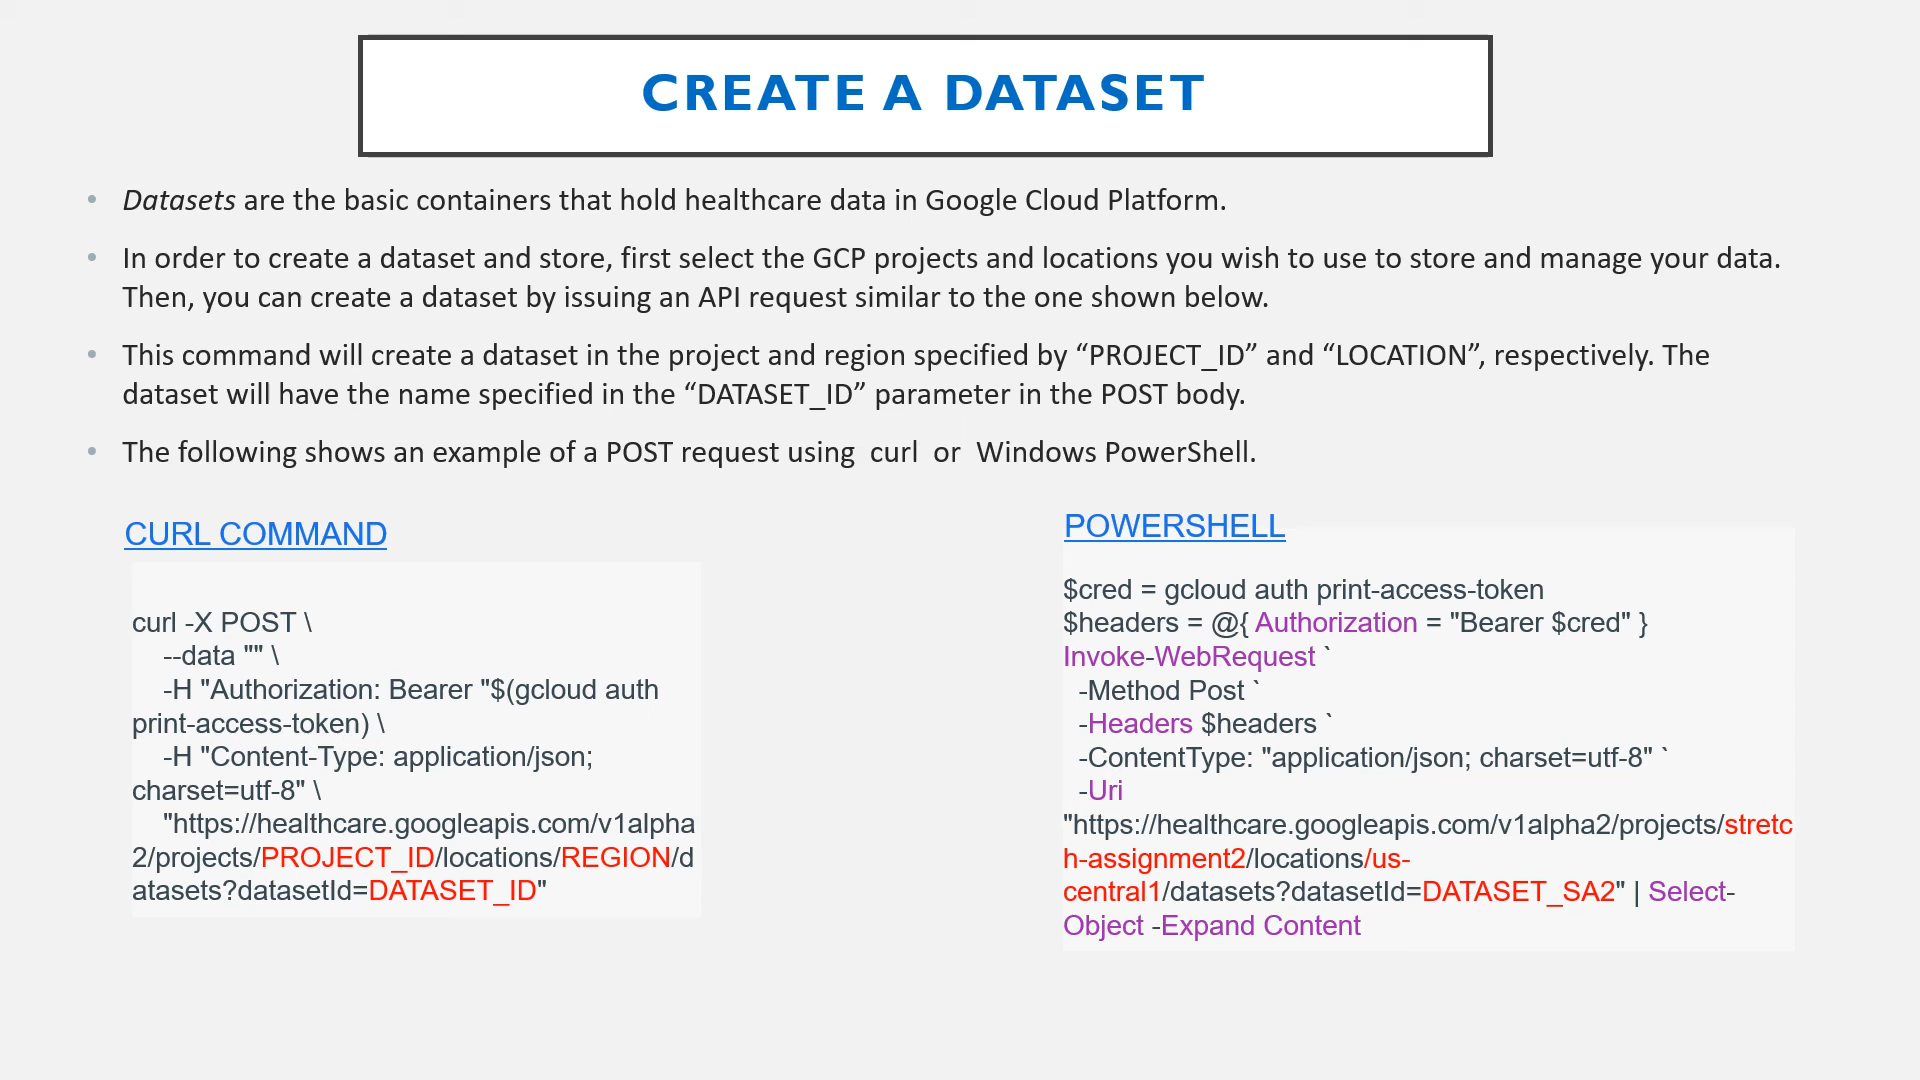 CREATE A DATASET
• Datasets are the basic containers that hold healthcare data in Google Cloud Platform.
• In order to create a dataset and store, first select the GCP projects and locations you wish to use to store and manage your data.
Then, you can create a dataset by issuing an API request similar to the one shown below.
• This command will create a dataset in the project and region specified by “PROJECT_ID” and “LOCATION”, respectively. The
dataset will have the name specified in the “DATASET_ID” parameter in the POST body.
• The following shows an example of a POST request using  curl  or  Windows PowerShell.
CURL COMMAND
curl -X POST \
    --data "" \
    -H "Authorization: Bearer "$(gcloud auth
print-access-token) \
    -H "Content-Type: application/json;
charset=utf-8" \
    "https://healthcare.googleapis.com/v1alpha
2/projects/PROJECT_ID/locations/REGION/d
atasets?datasetId=DATASET_ID"
POWERSHELL
$cred = gcloud auth print-access-token
$headers = @{ Authorization = "Bearer $cred" }
Invoke-WebRequest `
  -Method Post `
  -Headers $headers `
  -ContentType: "application/json; charset=utf-8" `
  -Uri
"https://healthcare.googleapis.com/v1alpha2/projects/stretc
h-assignment2/locations/us-
central1/datasets?datasetId=DATASET_SA2" | Select-
Object -Expand Content